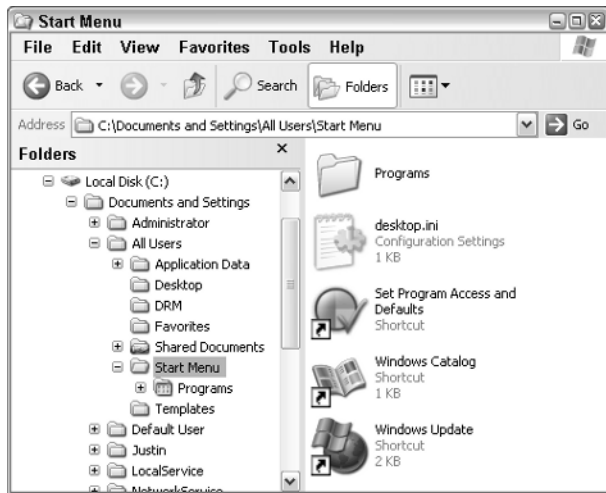 Start Menu
File Edit View Favorites Tools Help
Back Search Folders
Address C:\Documents and Settings\All Users\Start Menu Go
Folders
Local Disk (C:)
Documents and Settings
Administrator
All Users
Application Data
Desktop
DRM
Favorites
Shared Documents
Start Menu
Programs
Templates
Default User
Justin
LocalService
NetworkService
Programs
desktop.ini
Configuration Settings
1 KB
Set Program Access and
Defaults
Shortcut
Windows Catalog
Shortcut
1 KB
Windows Update
Shortcut
2 KB